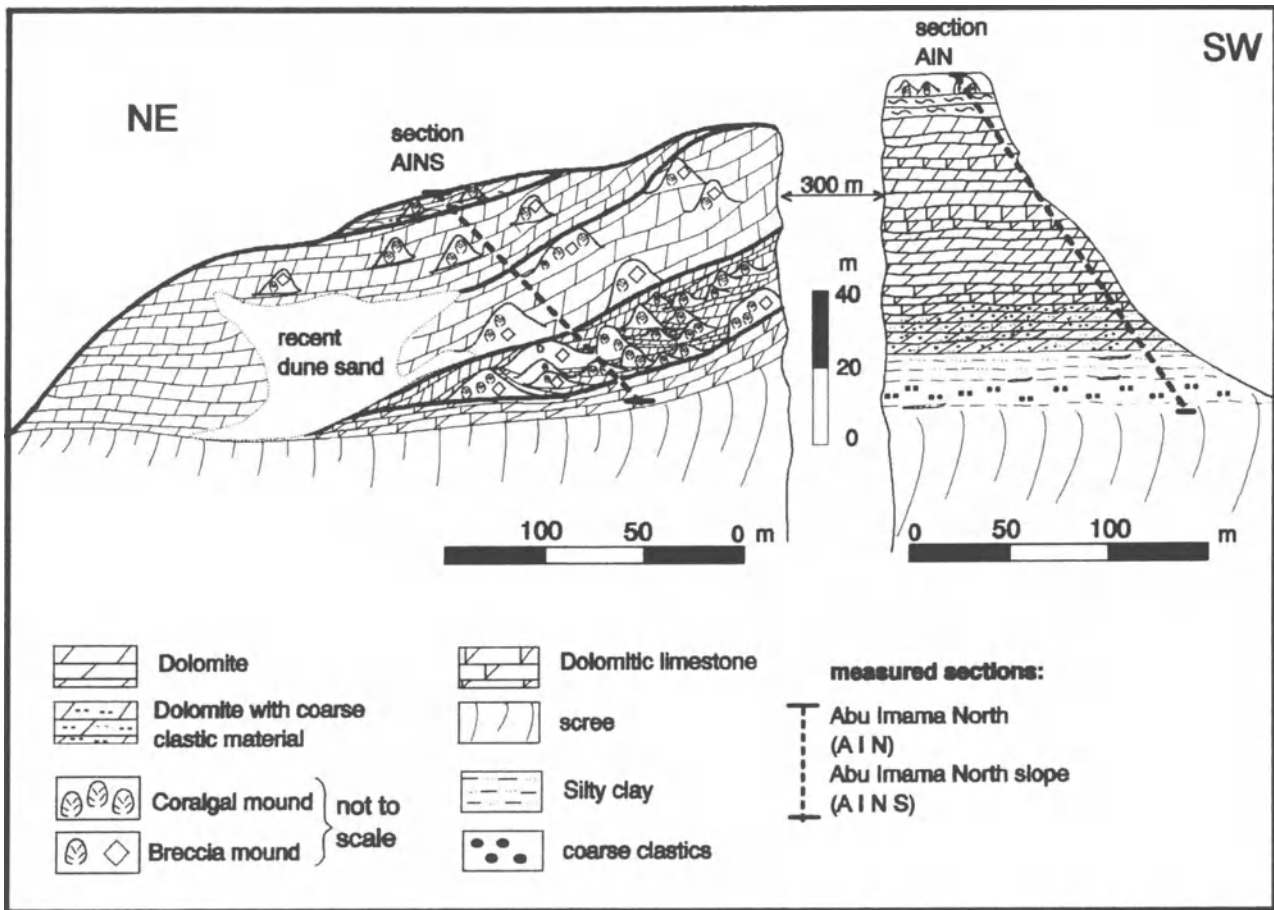 section
AIN
SW
NE
section
AINS
300 m
m
40
20
0
recent
dune sand
100 50 0 m
0 50 100
m
Dolomite
Dolomite with coarse
clastic material
Coralgal mound
Breccia mound
not to
scale
Dolomitic limestone
scree
Silty clay
coarse clastics
measured sections:
Abu Imama North
(A I N)
Abu Imama North slope
(A I N S)